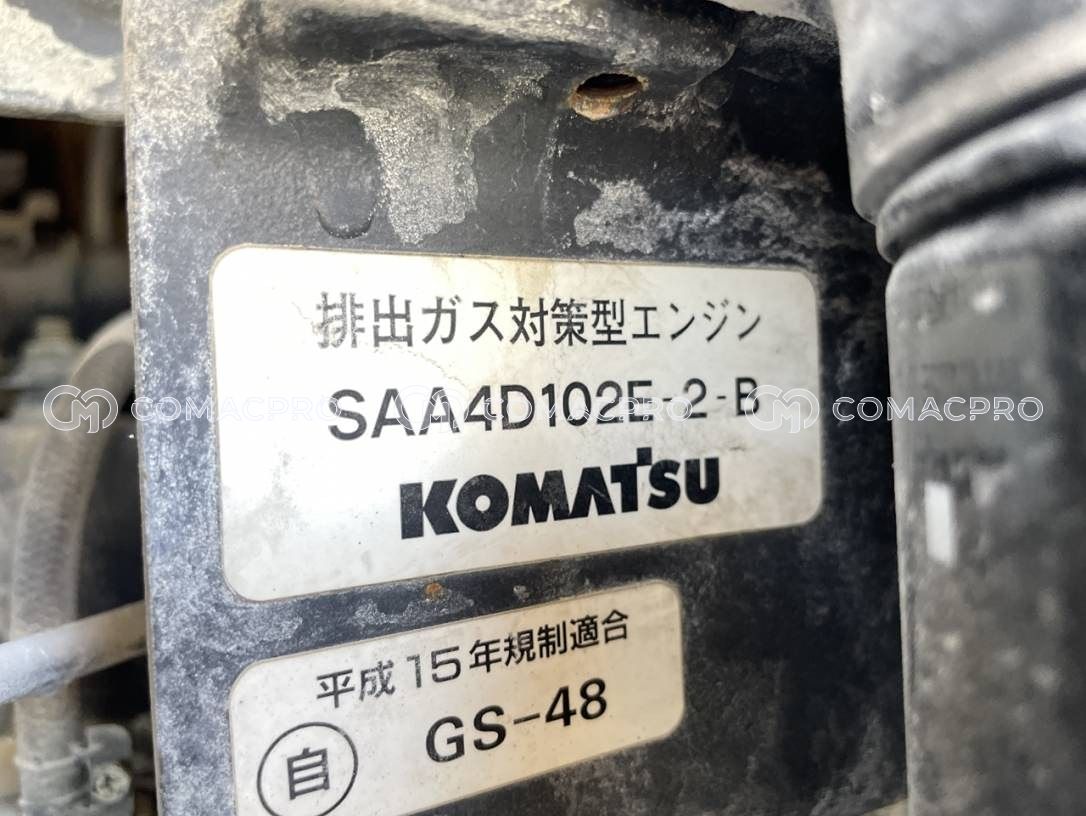 排出ガス対策型エンジン
SAA4D102E-2-B
COMACPRO COMACPRO COMACPRO
KOMATSU
平成15年規制適合
GS-48
自